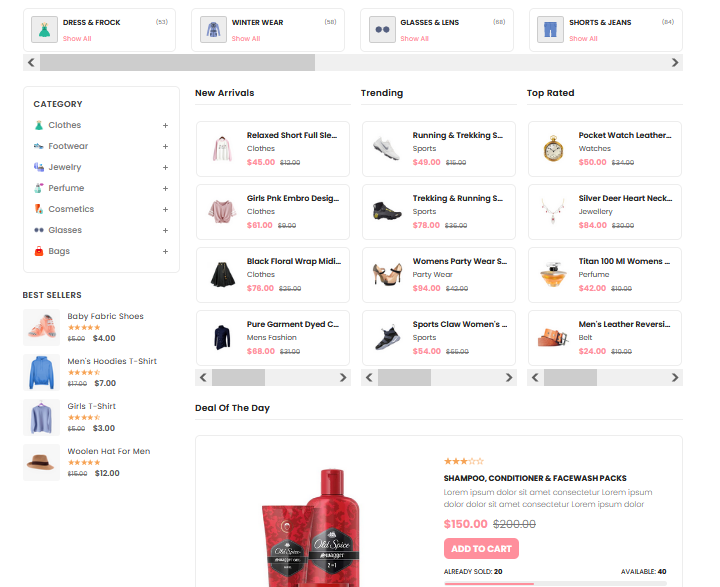 DRESS & FROCK (53)
Show All
WINTER WEAR (58)
Show All
GLASSES & LENS (68)
Show All
SHORTS & JEANS (84)
Show All
CATEGORY
Clothes +
Footwear +
Jewelry +
Perfume +
Cosmetics +
Glasses +
Bags +
BEST SELLERS
Baby Fabric Shoes
$5.00 $4.00
Men's Hoodies T-Shirt
$17.00 $7.00
Girls T-Shirt
$5.00 $3.00
Woolen Hat For Men
$15.00 $12.00
New Arrivals
Relaxed Short Full Sle...
Clothes
$45.00 $12.00
Girls Pnk Embro Desig...
Clothes
$61.00 $9.00
Black Floral Wrap Midi...
Clothes
$76.00 $25.00
Pure Garment Dyed C...
Mens Fashion
$68.00 $31.00
Trending
Running & Trekking S...
Sports
$49.00 $15.00
Trekking & Running S...
Sports
$78.00 $36.00
Womens Party Wear S...
Party Wear
$94.00 $42.00
Sports Claw Women's ...
Sports
$54.00 $65.00
Top Rated
Pocket Watch Leather...
Watches
$50.00 $34.00
Silver Deer Heart Neck...
Jewellery
$84.00 $30.00
Titan 100 Ml Womens ...
Perfume
$42.00 $10.00
Men's Leather Reversi...
Belt
$24.00 $10.00
Deal Of The Day
Old Spice
SWAGGER
Old Spice
SWAGGER
2 in 1
SHAMPOO, CONDITIONER & FACEWASH PACKS
Lorem ipsum dolor sit amet consectetur Lorem ipsum
dolor dolor sit amet consectetur Lorem ipsum dolor
$150.00 $200.00
ADD TO CART
ALREADY SOLD: 20 AVAILABLE: 40